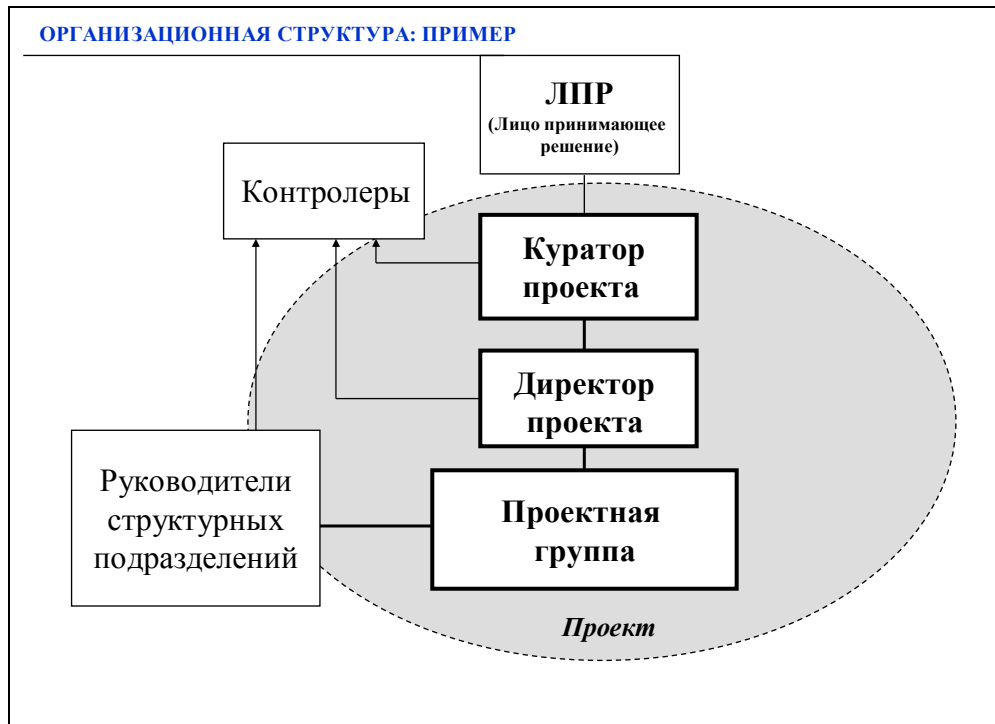 ОРГАНИЗАЦИОННАЯ СТРУКТУРА: ПРИМЕР
ЛПР
(Лицо принимающее
решение)
Контролеры
Куратор
проекта
Директор
проекта
Руководители
структурных
подразделений
Проектная
группа
Проект